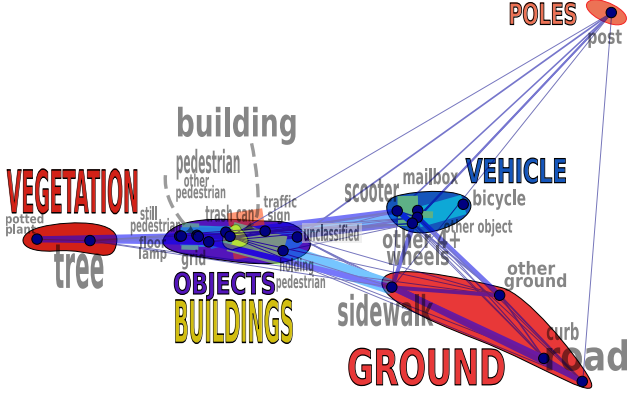 POLES
post
building
pedestrian
other
pedestrian
VEGETATION
VEHICLE
mailbox
scooter
bicycle
potted
plant
still
pedestrian
trash can
traffic
sign
unclassified
other object
other 4+
wheels
floor
lamp
grid
tree
holding
pedestrian
OBJECTS
BUILDINGS
sidewalk
other
ground
curb
road
GROUND